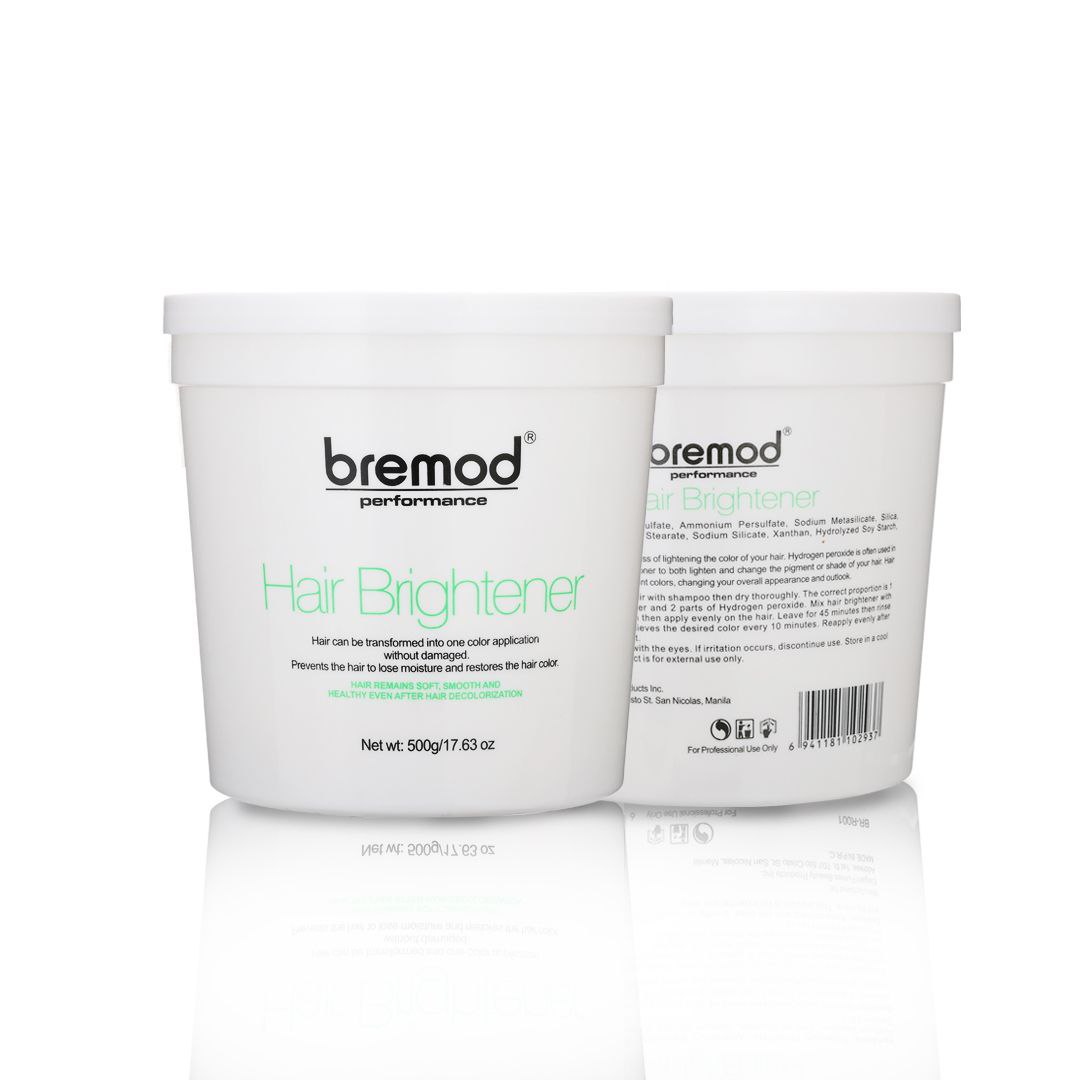 bremod®
performance
Hair Brightener
Hair can be transformed into one color application
without damaged.
Prevents the hair to lose moisture and restores the hair color.
HAIR REMAINS SOFT, SMOOTH AND
HEALTHY EVEN AFTER HAIR DECOLORIZATION
Net wt: 500g/17.63 oz
bremod®
performance
air Brightener
ulfate, Ammonium Persulfate, Sodium Metasilicate, Silica,
Stearate, Sodium Silicate, Xanthan, Hydrolyzed Soy Starch,
ss of lightening the color of your hair. Hydrogen peroxide is often used in
ner to both lighten and change the pigment or shade of your hair. Hair
nt colors, changing your overall appearance and outlook.
ir with shampoo then dry thoroughly. The correct proportion is 1
er and 2 parts of Hydrogen peroxide. Mix hair brightener with
then apply evenly on the hair. Leave for 45 minutes then rinse
ieves the desired color every 10 minutes. Reapply evenly after
t.
with the eyes. If irritation occurs, discontinue use. Store in a cool
ct is for external use only.
ducts Inc.
sto St. San Nicolas, Manila
For Professional Use Only
6 941181 102937